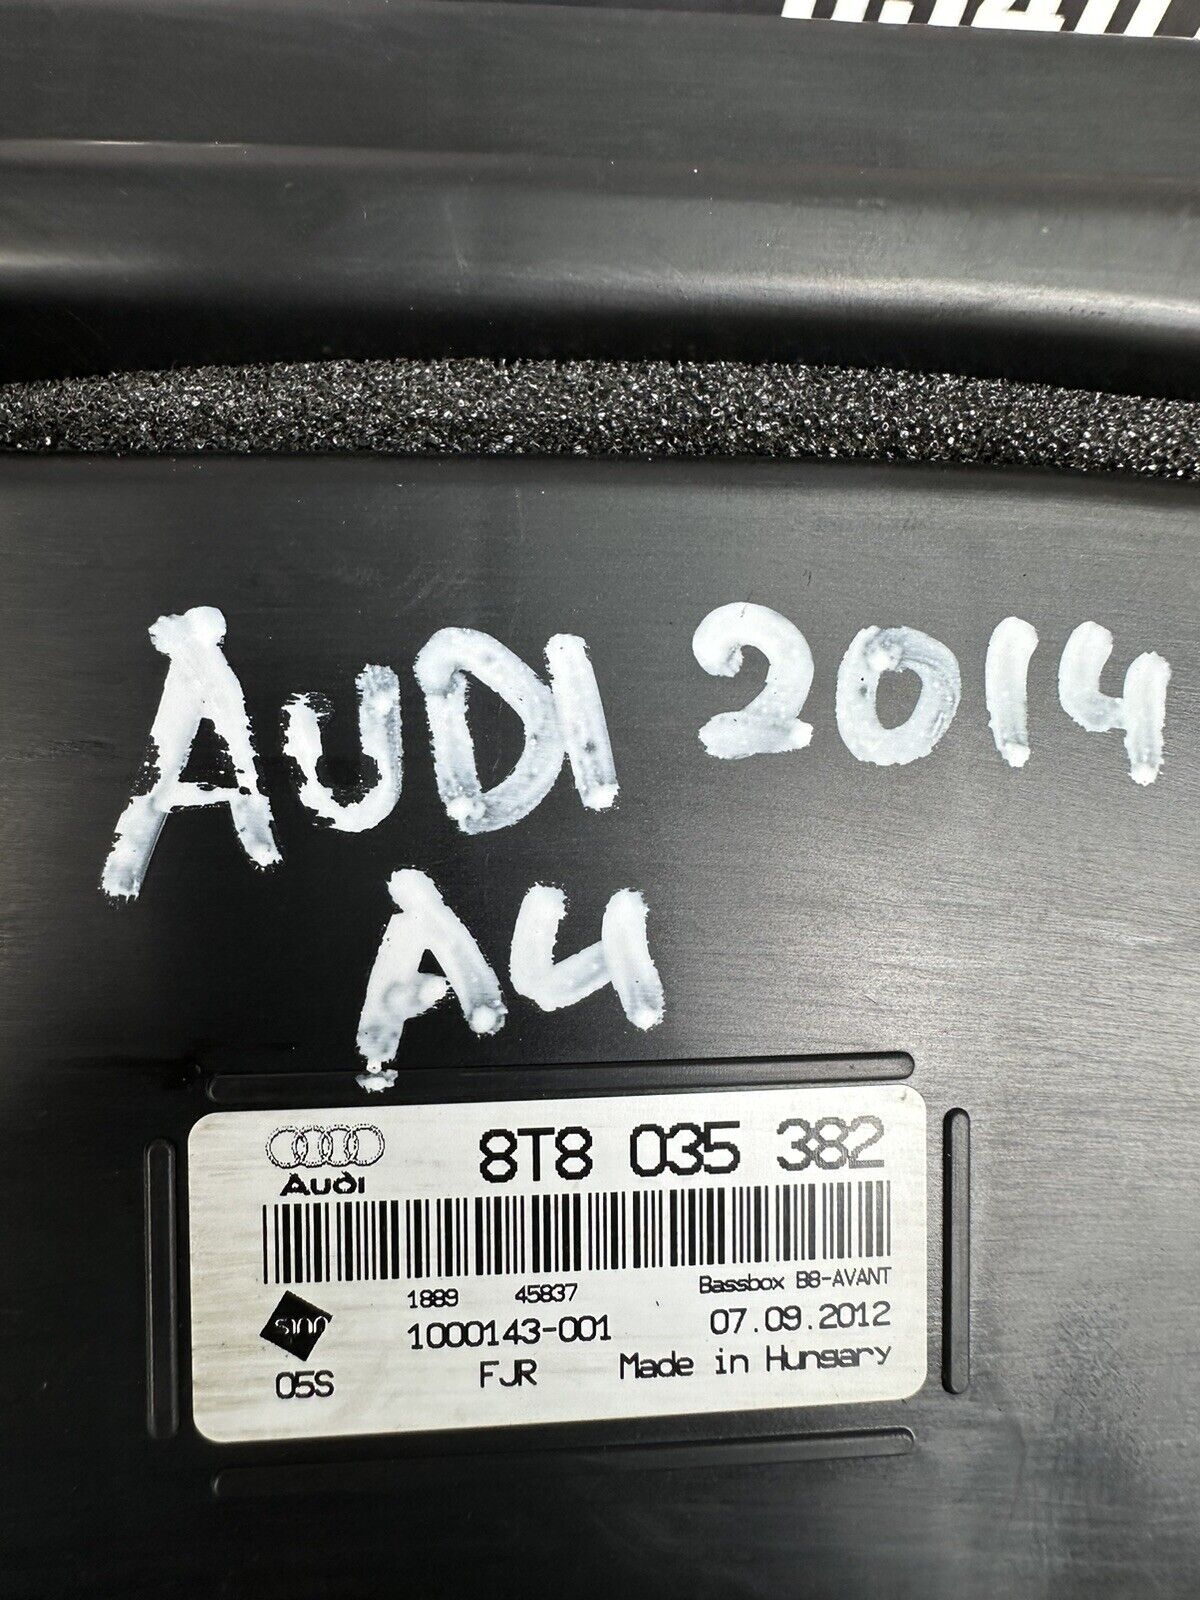 AUDI 2014
A4
Audi
8T8 035 382
1889 45837
Bassbox B8-AVANT
1000143-001
07.09.2012
05S
FJR
Made in Hungary